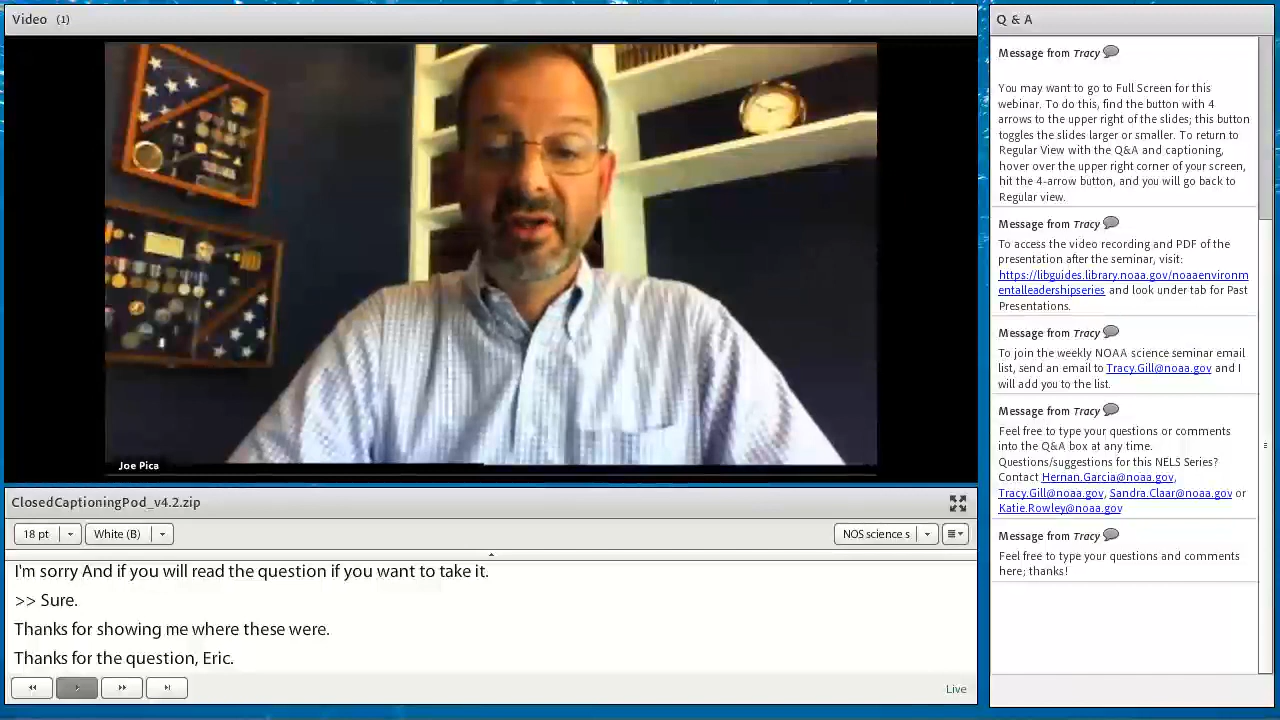 Video (1)
Joe Pica
ClosedCaptioningPod_v4.2.zip
18 pt
White (B)
NOS science s
I'm sorry And if you will read the question if you want to take it.
>> Sure.
Thanks for showing me where these were.
Thanks for the question, Eric.
Live
Q & A
Message from Tracy
You may want to go to Full Screen for this
webinar. To do this, find the button with 4
arrows to the upper right of the slides; this button
toggles the slides larger or smaller. To return to
Regular View with the Q&A and captioning,
hover over the upper right corner of your screen,
hit the 4-arrow button, and you will go back to
Regular view.
Message from Tracy
To access the video recording and PDF of the
presentation after the seminar, visit:
https://libguides.library.noaa.gov/noaaenvironm
entalleadershipseries and look under tab for Past
Presentations.
Message from Tracy
To join the weekly NOAA science seminar email
list, send an email to Tracy.Gill@noaa.gov and I
will add you to the list.
Message from Tracy
Feel free to type your questions or comments
into the Q&A box at any time.
Questions/suggestions for this NELS Series?
Contact Hernan.Garcia@noaa.gov,
Tracy.Gill@noaa.gov, Sandra.Claar@noaa.gov or
Katie.Rowley@noaa.gov
Message from Tracy
Feel free to type your questions and comments
here; thanks!